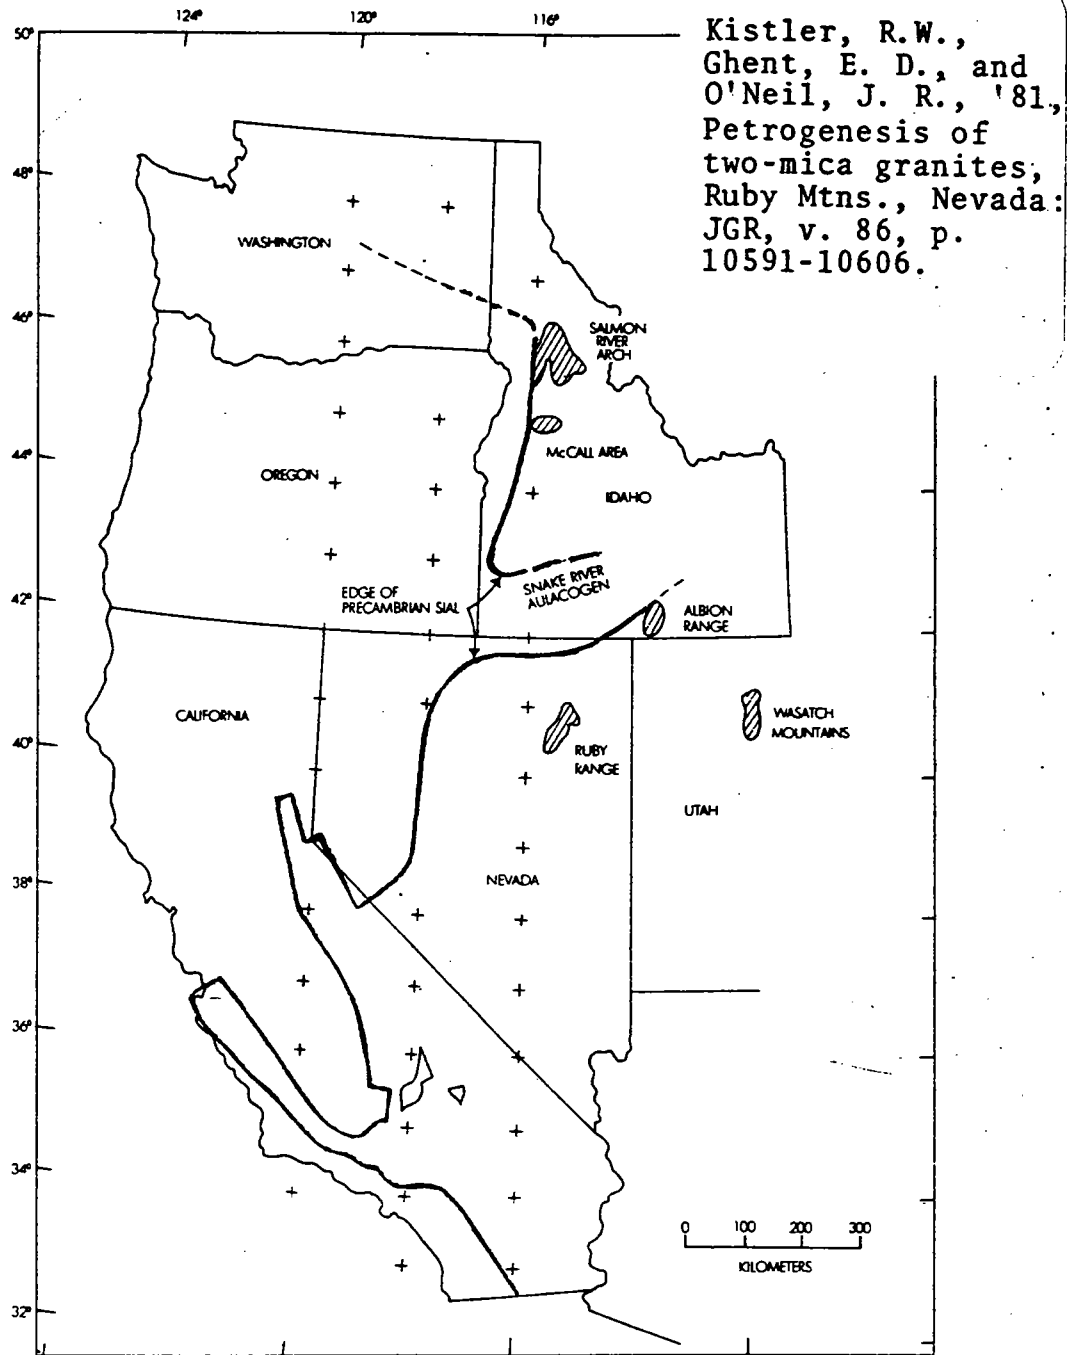 124° 120° 116°
50°
Kistler, R.W.,
Ghent, E. D., and
O'Neil, J. R., '81,
Petrogenesis of
two-mica granites,
Ruby Mtns., Nevada:
JGR, v. 86, p.
10591-10606.
48°
WASHINGTON
46°
SALMON
RIVER
ARCH
44°
McCALL AREA
OREGON
IDAHO
EDGE OF
PRECAMBRIAN SIAL
SNAKE RIVER
AULACOGEN
42°
ALBION
RANGE
CALIFORNIA
WASATCH
MOUNTAINS
40°
RUBY
RANGE
UTAH
38°
NEVADA
36°
34°
0 100 200 300
KILOMETERS
32°